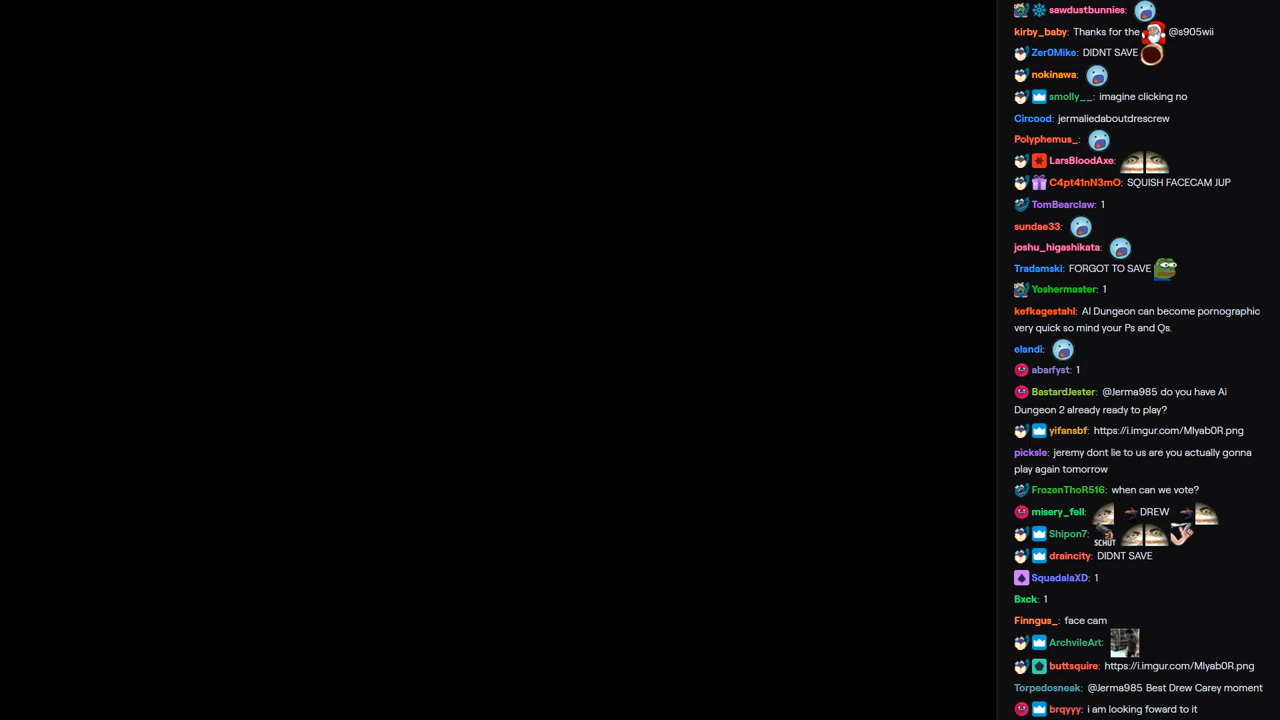 sawdustbunnies:
kirby_baby: Thanks for the @s905wii
Zer0Mike: DIDNT SAVE
nokinawa:
smolly__: imagine clicking no
Circood: jermaliedaboutdrescrew
Polyphemus_:
LarsBloodAxe:
C4pt41nN3mO: SQUISH FACECAM JUP
TomBearclaw: 1
sundae33:
joshu_higashikata:
Tradamski: FORGOT TO SAVE
Yoshermaster: 1
kefkagestahl: AI Dungeon can become pornographic
very quick so mind your Ps and Qs.
elandi:
abarfyst: 1
BastardJester: @Jerma985 do you have Ai
Dungeon 2 already ready to play?
yifansbf: https://i.imgur.com/MIyab0R.png
picksle: jeremy dont lie to us are you actually gonna
play again tomorrow
FrozenThoR516: when can we vote?
misery_fell: DREW
Shipon7: SCHUT
draincity: DIDNT SAVE
SquadalaXD: 1
Bxck: 1
Finngus_: face cam
ArchvileArt:
buttsquire: https://i.imgur.com/MIyab0R.png
Torpedosneak: @Jerma985 Best Drew Carey moment
brqyyy: i am looking foward to it